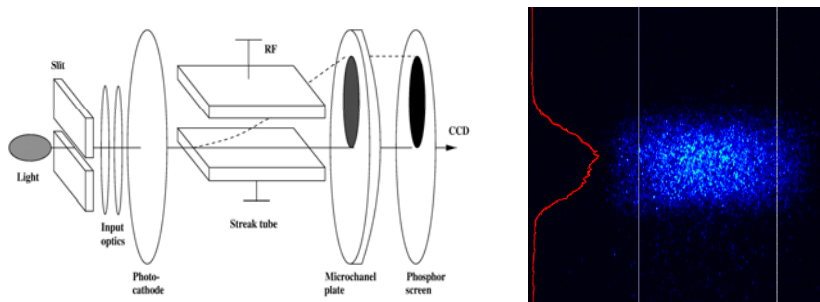 Slit
RF
CCD
Light
Input
optics
Streak tube
Photo-
cathode
Microchanel
plate
Phosphor
screen